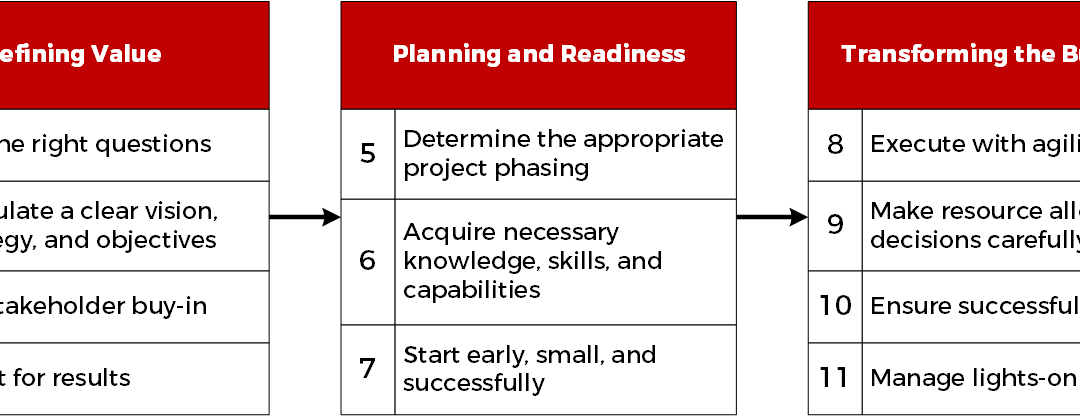 efining Value
he right questions
ulate a clear vision,
egy, and objectives
takeholder buy-in
t for results
Planning and Readiness
5
Determine the appropriate
project phasing
6
Acquire necessary
knowledge, skills, and
capabilities
7
Start early, small, and
successfully
Transforming the B
8
Execute with agili
9
Make resource allo
decisions carefully
10
Ensure successful
11
Manage lights-on